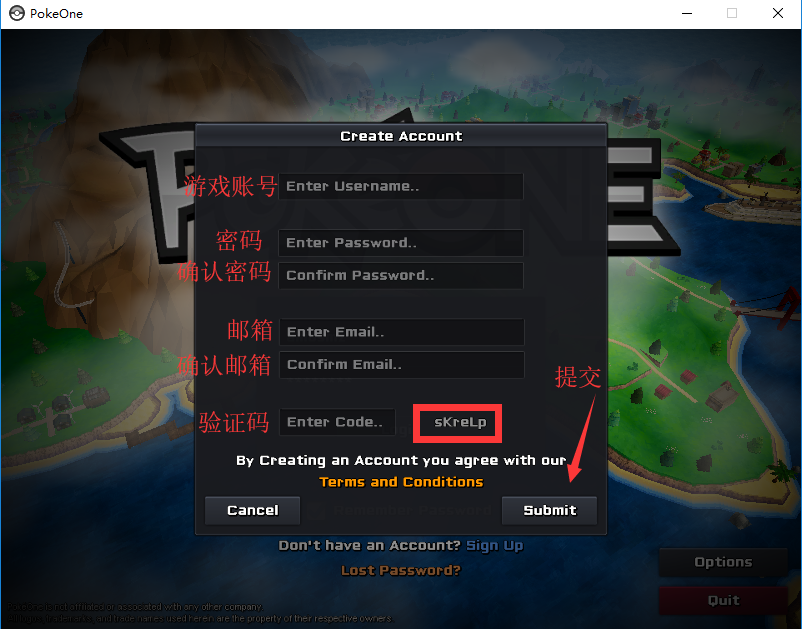 PokeOne
Create Account
游戏账号 Enter Username..
密码 Enter Password..
确认密码 Confirm Password..
邮箱 Enter Email..
确认邮箱 Confirm Email..
提交
验证码 Enter Code.. sKreLp
By Creating an Account you agree with our
Terms and Conditions
Cancel Submit
Don't have an Account? Sign Up
Lost Password?
Options
Quit
affiliated or associated with any other company
trademarks, and trade names used herein are the property of their respective owners.